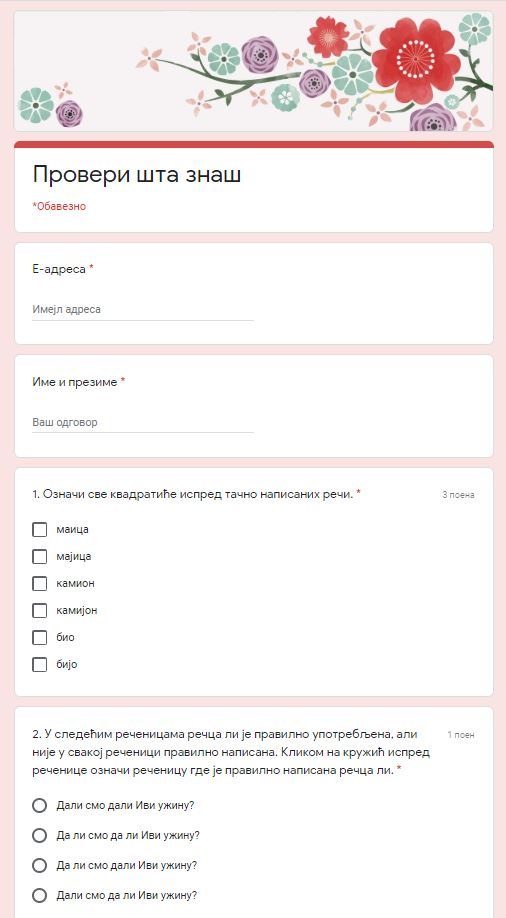 Провери шта знаш
*Обавезно
Е-адреса *
Имејл адреса
Име и презиме *
Ваш одговор
1. Означи све квадратиће испред тачно написаних речи. *
3 поена
маица
мајица
камион
камијон
био
бијо
2. У следећим реченицама речца ли је правилно употребљена, али
1 поен
није у свакој реченици правилно написана. Кликом на кружић испред
реченице означи реченицу где је правилно написана речца ли. *
Дали смо дали Иви ужину?
Да ли смо да ли Иви ужину?
Да ли смо дали Иви ужину?
Дали смо да ли Иви ужину?